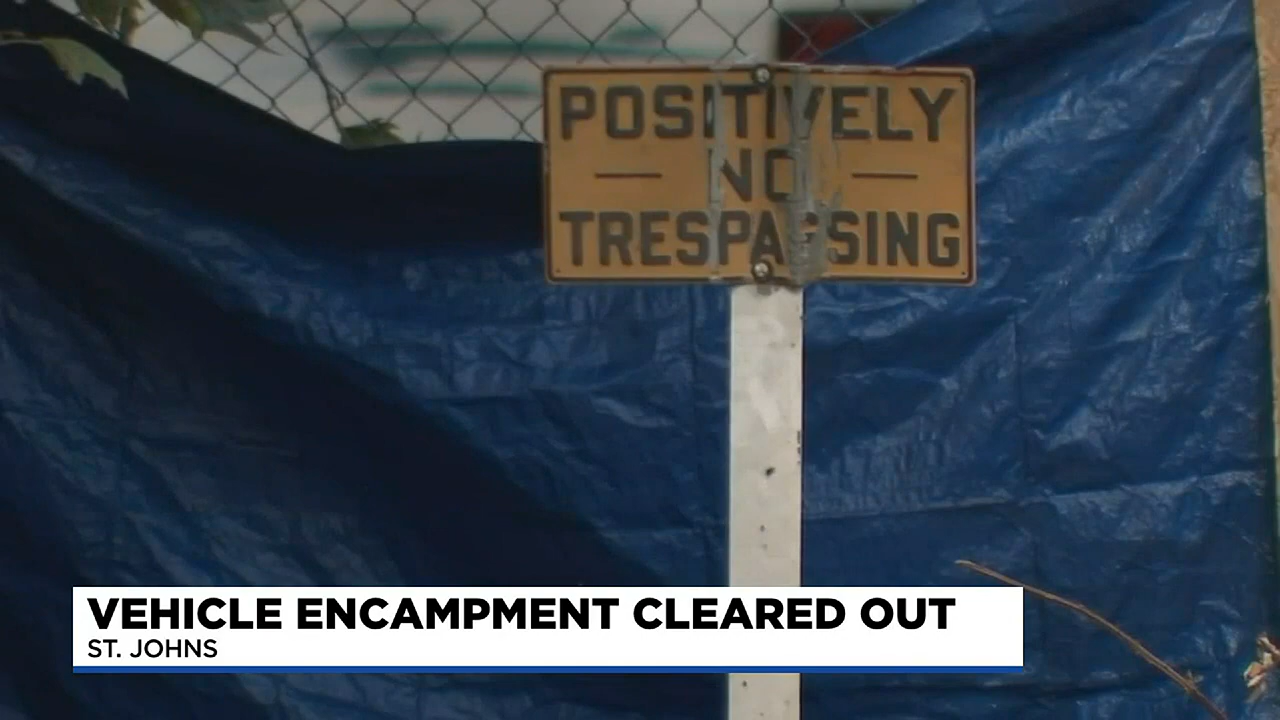 POSITIVELY
NO
TRESPASSING
VEHICLE ENCAMPMENT CLEARED OUT
ST. JOHNS